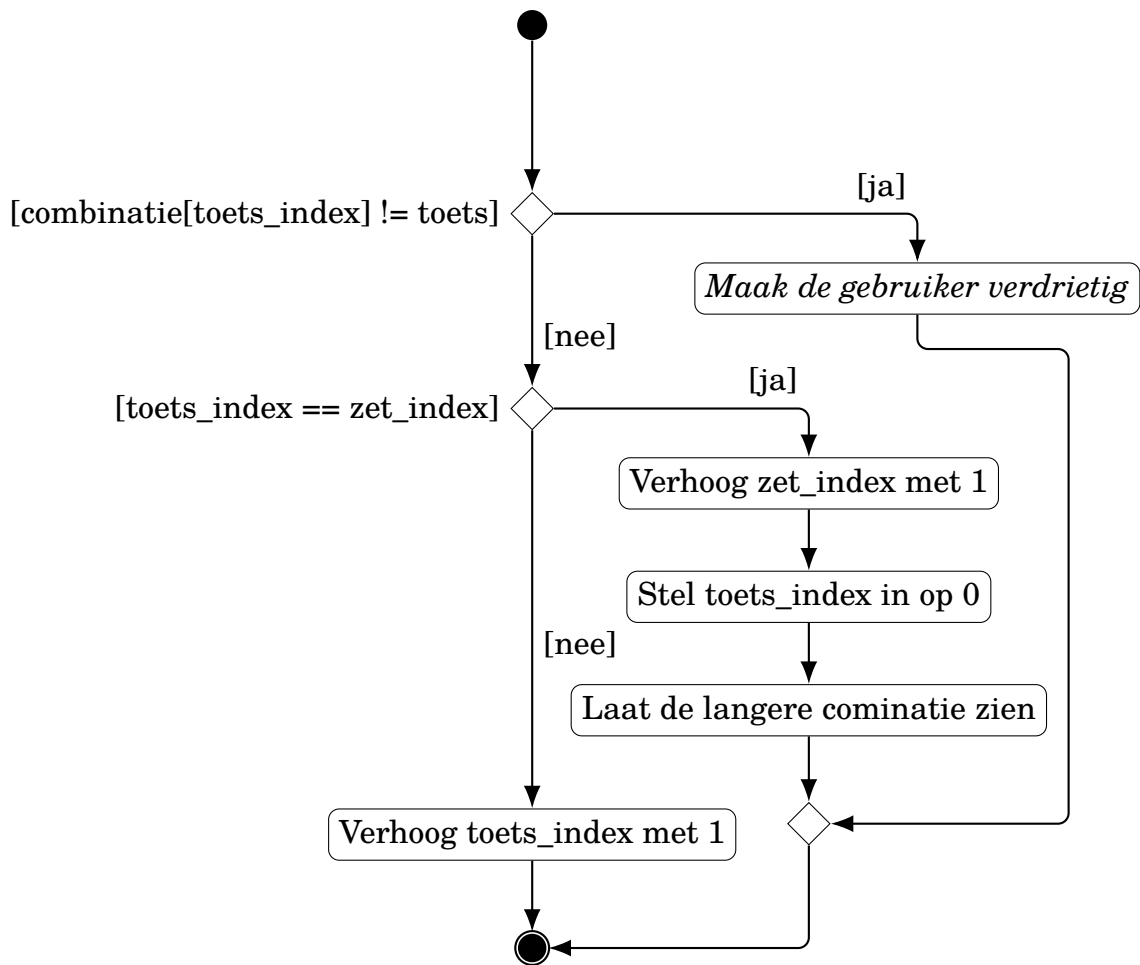 [ja]
[combinatie[toets_index] != toets]
Maak de gebruiker verdrietig
[nee]
[ja]
[toets_index == zet_index]
Verhoog zet_index met 1
Stel toets_index in op 0
[nee]
Laat de langere cominatie zien
Verhoog toets_index met 1